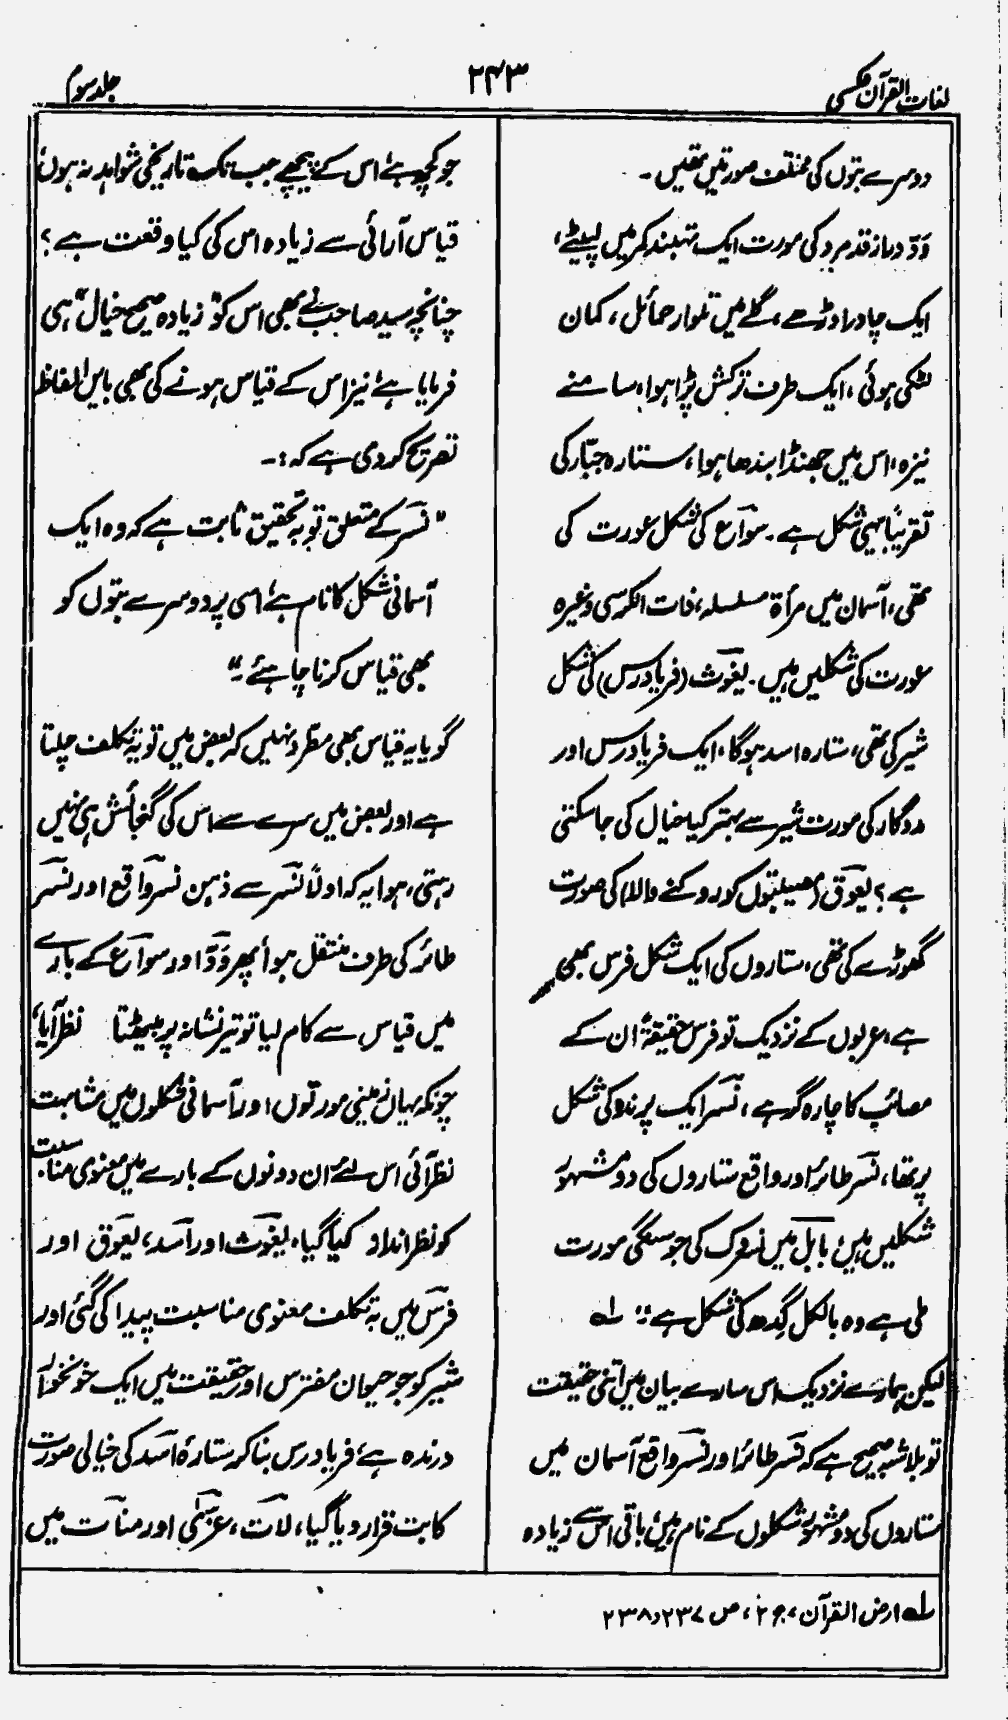 لغات القرآن عکسی
۲۴۳
جلد سوم
دوسرے بتوں کی مختلف مورتیں تھیں۔
وَدّ دراز قد مرد کی مورت ایک تہبند کمر میں لپیٹے،
ایک چادر اوڑھے، گلے میں تلوار حمائل، کمان
لٹکی ہوئی، ایک طرف ترکش پڑا ہوا، سامنے
نیزہ، اس میں جھنڈا بندھا ہوا، ستارہ جبّار کی
تقریباً یہی شکل ہے۔ سواع کی شکل عورت کی
تھی، آسمان میں مرأۃ مسلسلہ، ذات الکرسی وغیرہ
عورت کی شکلیں ہیں۔ یغوث (فریادرس) کی شکل
شیر کی تھی، ستارہ اسد ہوگا، ایک فریادرس اور
مددگار کی مورت شیر سے بہتر کیا خیال کی جاسکتی
ہے؟ یعوق (مصیبتوں کو روکنے والا) کی صورت
گھوڑے کی تھی، ستاروں کی ایک شکل فرس بھی
ہے، عربوں کے نزدیک تو فرس حقیقۃً ان کے
مصائب کا چارہ گر ہے، نسر ایک پرندہ کی شکل
پر تھا، نسر طائر اور واقع ستاروں کی دو مشہور
شکلیں ہیں، بابل میں نسروک کی جو سنگی مورت
ملی ہے وہ بالکل گدھ کی شکل ہے" ؎۱
لیکن ہمارے نزدیک اس سارے بیان میں اتنی حقیقت
تو بلاشبہ صحیح ہے کہ نسر طائر اور نسر واقع آسمان میں
ستاروں کی دو مشہور شکلوں کے نام ہیں، باقی اس سے زیادہ
جو کچھ ہے اس کے پیچھے جب تک تاریخی شواہد نہ ہوں،
قیاس آرائی سے زیادہ اس کی کیا وقعت ہے؟
چنانچہ سید صاحب نے بھی اس کو "زیادہ صحیح خیال" ہی
فرمایا ہے، نیز اس کے قیاس ہونے کی بھی بایں الفاظ
تصریح کردی ہے کہ:۔
"نسر کے متعلق تو بہ تحقیق ثابت ہے کہ وہ ایک
آسمانی شکل کا نام ہے، اسی پر دوسرے بتوں کو
بھی قیاس کرنا چاہئے۔"
گویا یہ قیاس بھی مطّرد نہیں کہ بعض میں تو بہ تکلف چلتا
ہے اور بعض میں سرے سے اس کی گنجائش ہی نہیں
رہتی، ہوا یہ کہ اولاً نسر سے ذہن نسر واقع اور نسر
طائر کی طرف منتقل ہوا پھر وَدّ اور سواع کے بارے
میں قیاس سے کام لیا تو تیر نشانہ پر بیٹھتا نظر آیا،
چونکہ یہاں زمینی مورتوں اور آسمانی شکلوں میں مشابہت
نظر آئی اس لئے ان دونوں کے بارے میں معنوی مناسبت
کو نظر انداز کیا گیا، یغوث اور اسد، یعوق اور
فرس میں بہ تکلف معنوی مناسبت پیدا کی گئی اور
شیر کو جو حیوان مفترس اور حقیقت میں ایک خونخوار
درندہ ہے، فریادرس بنا کر ستارۂ اسد کی خیالی صورت
کا بت قرار دیا گیا، لات، عزّیٰ اور منات میں
؎۱ ارض القرآن، ج۲، ص ۲۳۷ و ۲۳۸